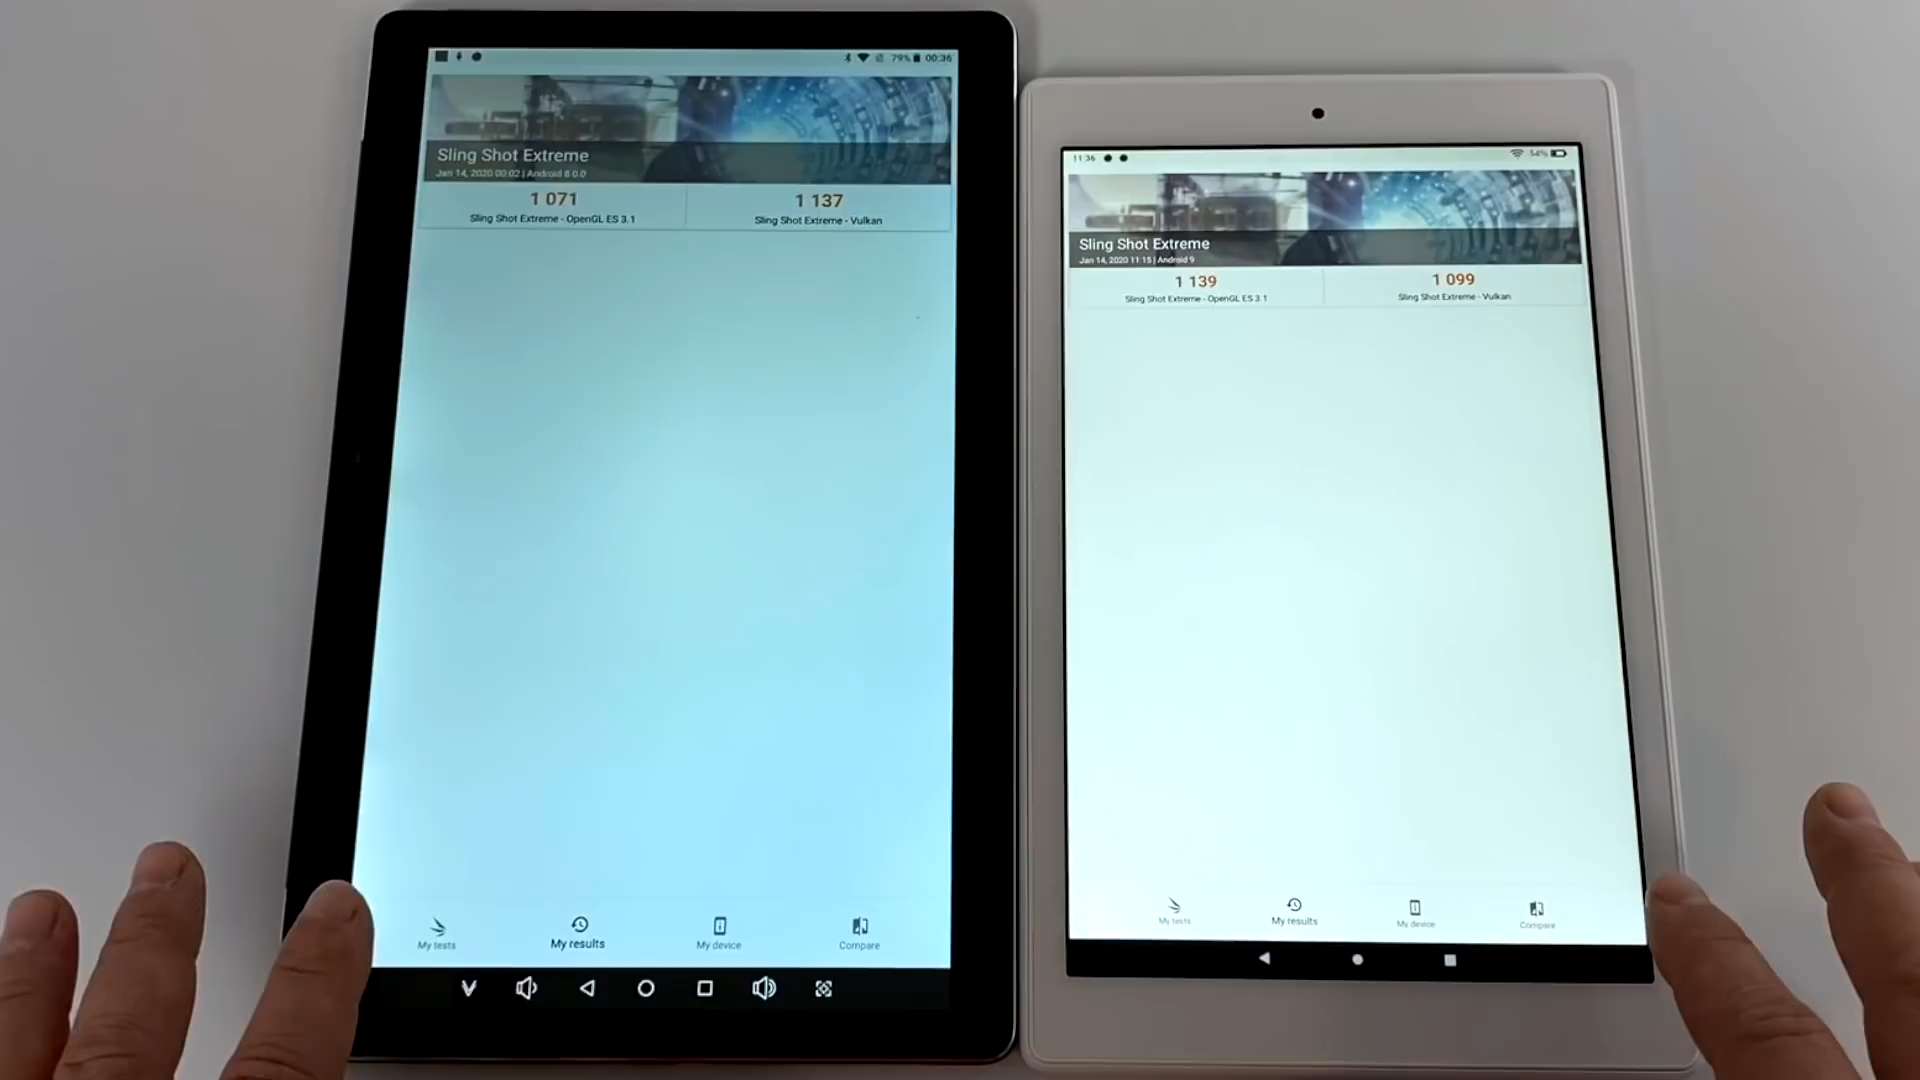 79% 00:36
Sling Shot Extreme
Jan 14, 2020 00:02 | Android 8.0.0
1 071
Sling Shot Extreme - OpenGL ES 3.1
1 137
Sling Shot Extreme - Vulkan
My tests
My results
My device
Compare
11:36
54%
Sling Shot Extreme
Jan 14, 2020 11:15 | Android 9
1 139
Sling Shot Extreme - OpenGL ES 3.1
1 099
Sling Shot Extreme - Vulkan
My tests
My results
My device
Compare